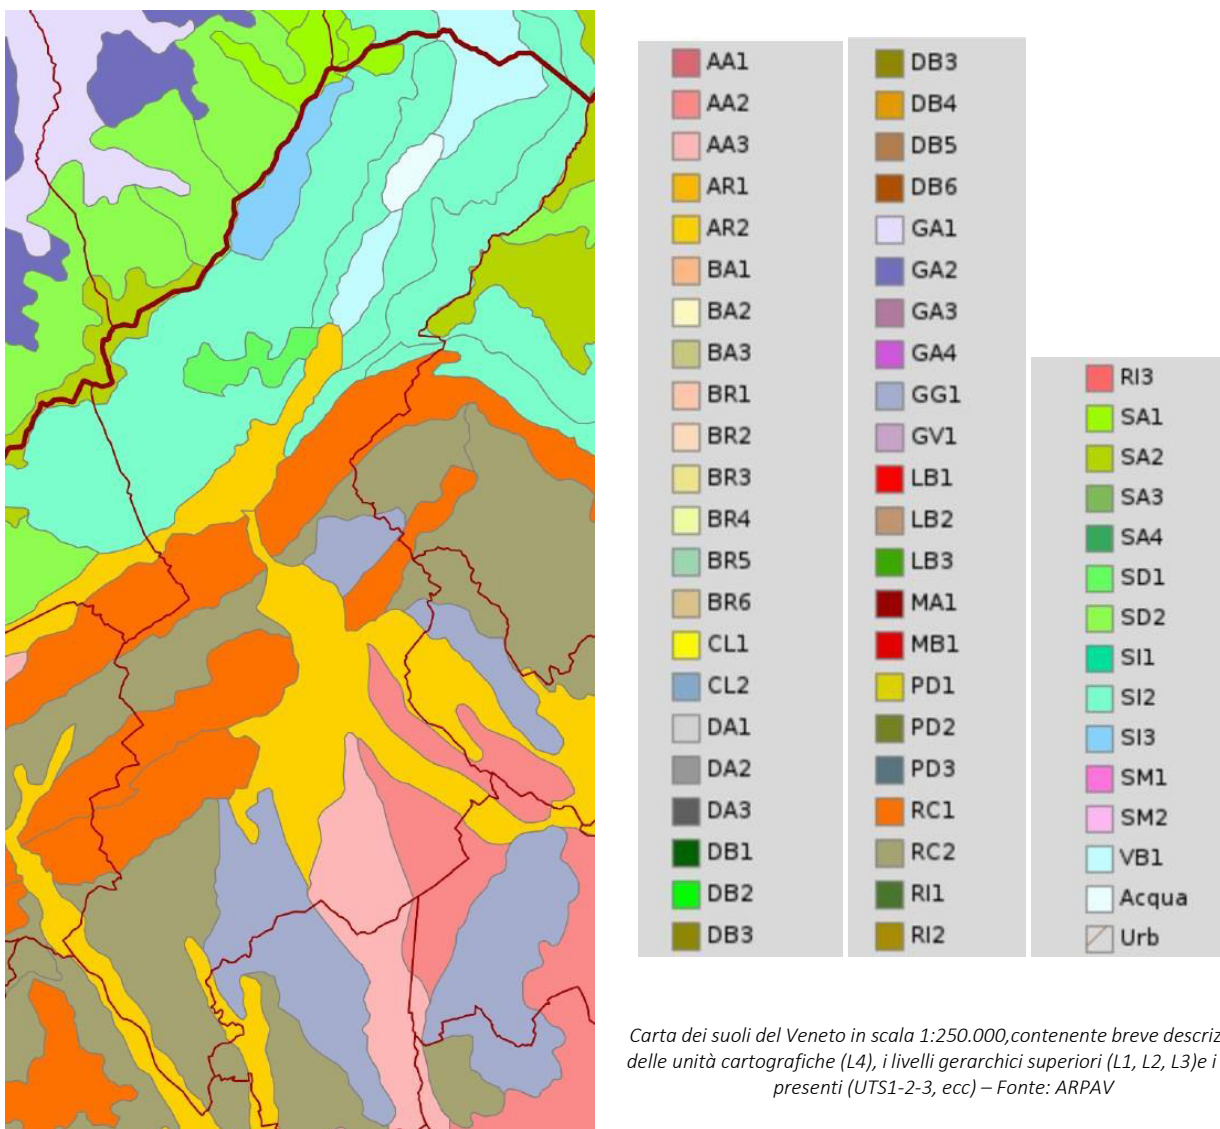 AA1
AA2
AA3
AR1
AR2
BA1
BA2
BA3
BR1
BR2
BR3
BR4
BR5
BR6
CL1
CL2
DA1
DA2
DA3
DB1
DB2
DB3
DB3
DB4
DB5
DB6
GA1
GA2
GA3
GA4
GG1
GV1
LB1
LB2
LB3
MA1
MB1
PD1
PD2
PD3
RC1
RC2
RI1
RI2
RI3
SA1
SA2
SA3
SA4
SD1
SD2
SI1
SI2
SI3
SM1
SM2
VB1
Acqua
Urb
Carta dei suoli del Veneto in scala 1:250.000,contenente breve descriz
delle unità cartografiche (L4), i livelli gerarchici superiori (L1, L2, L3)e i
presenti (UTS1-2-3, ecc) – Fonte: ARPAV